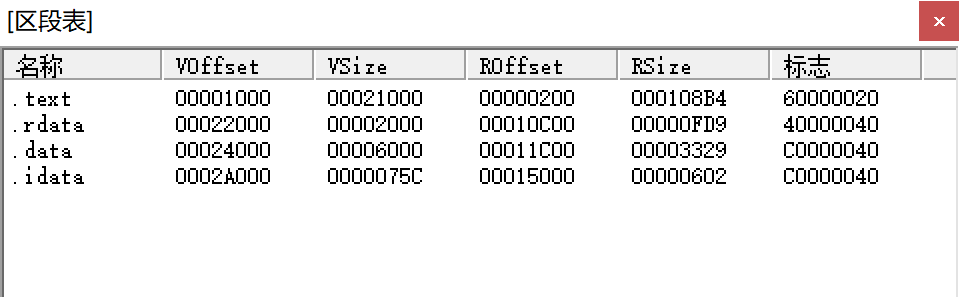 [区段表]
名称 VOffset VSize ROffset RSize 标志
.text 00001000 00021000 00000200 000108B4 60000020
.rdata 00022000 00002000 00010C00 00000FD9 40000040
.data 00024000 00006000 00011C00 00003329 C0000040
.idata 0002A000 0000075C 00015000 00000602 C0000040